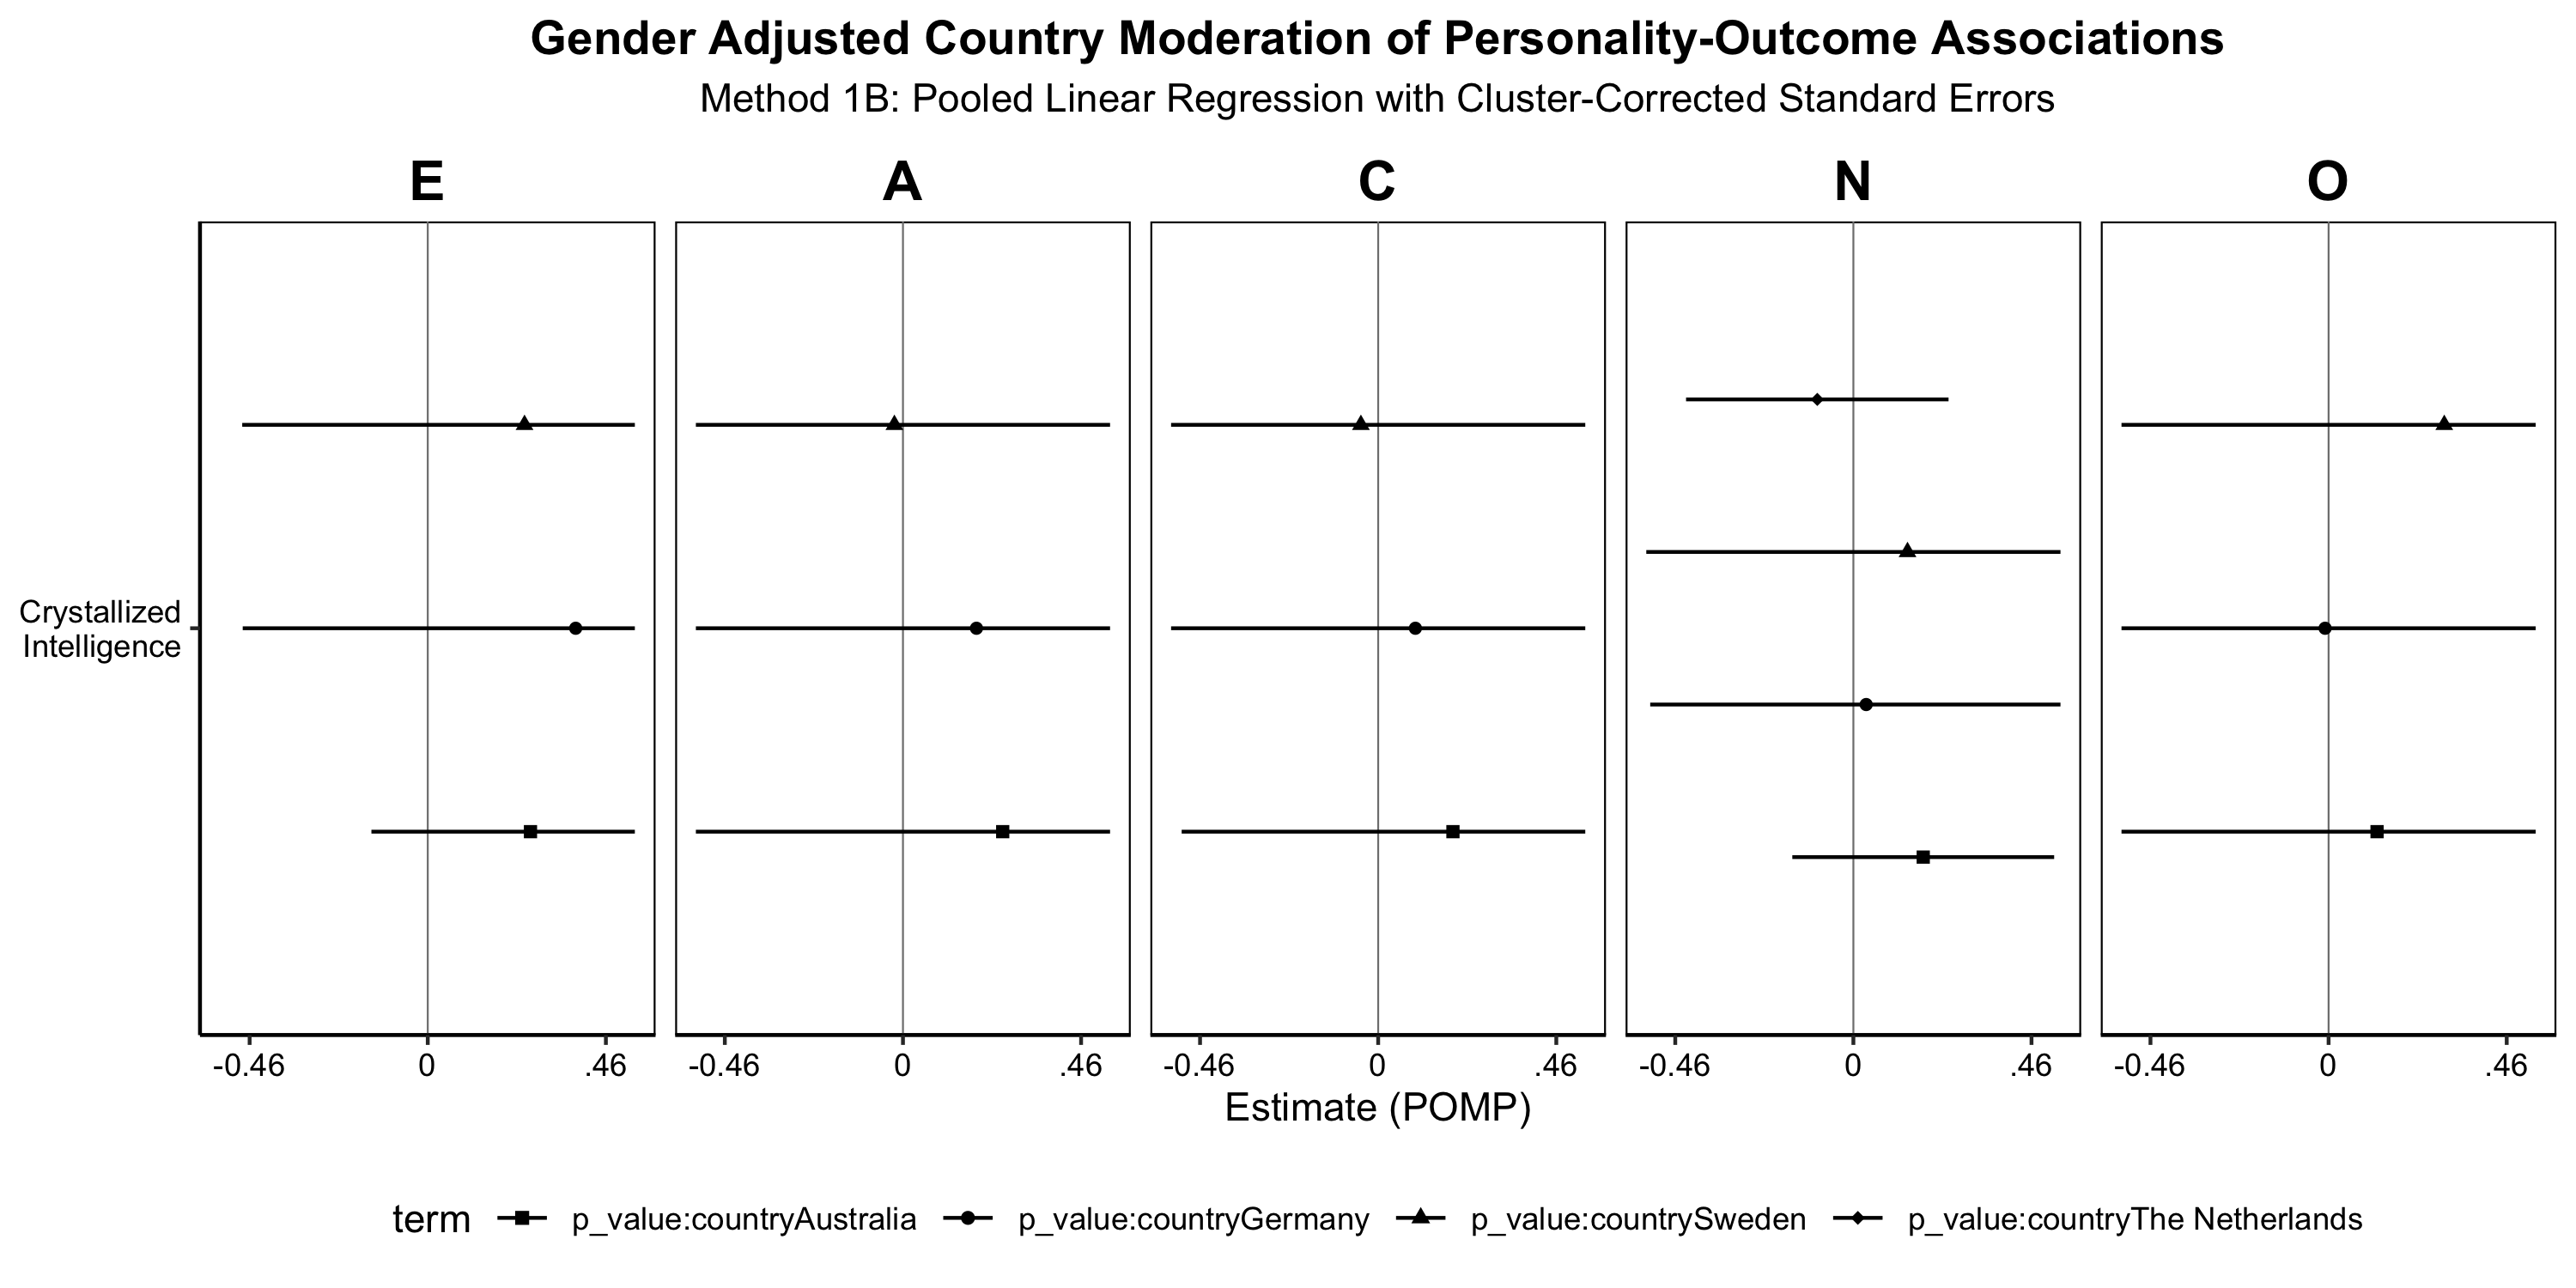 Gender Adjusted Country Moderation of Personality-Outcome Associations
Method 1B: Pooled Linear Regression with Cluster-Corrected Standard Errors
E A C N O
Crystallized
Intelligence
-0.46 0 .46 -0.46 0 .46 -0.46 0 .46 -0.46 0 .46 -0.46 0 .46
Estimate (POMP)
term p_value:countryAustralia p_value:countryGermany p_value:countrySweden p_value:countryThe Netherlands